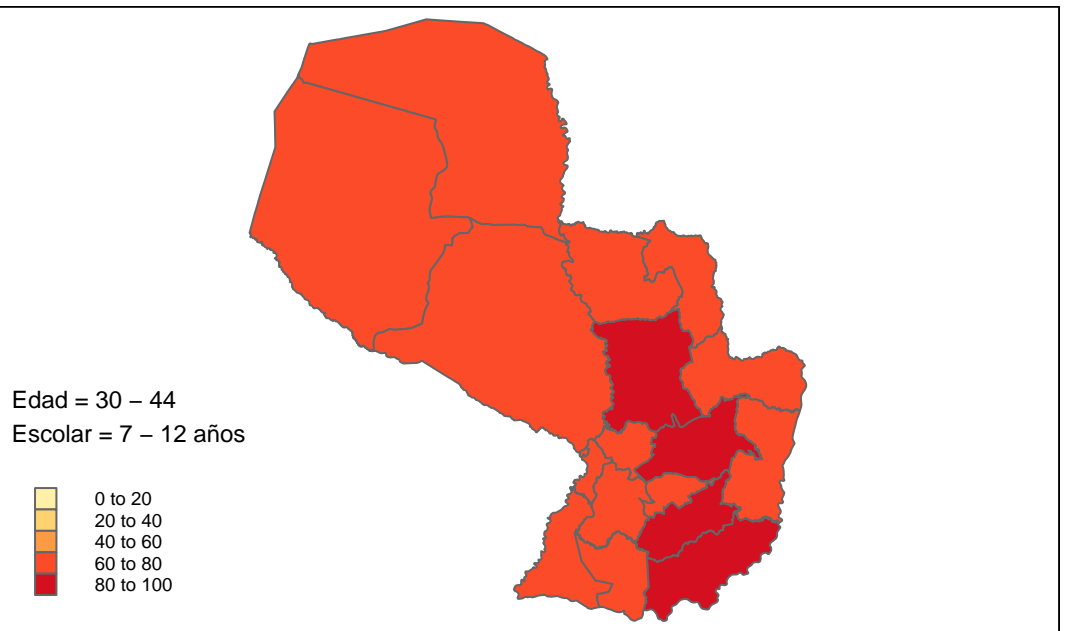 Edad = 30 − 44
Escolar = 7 − 12 años
0 to 20
20 to 40
40 to 60
60 to 80
80 to 100